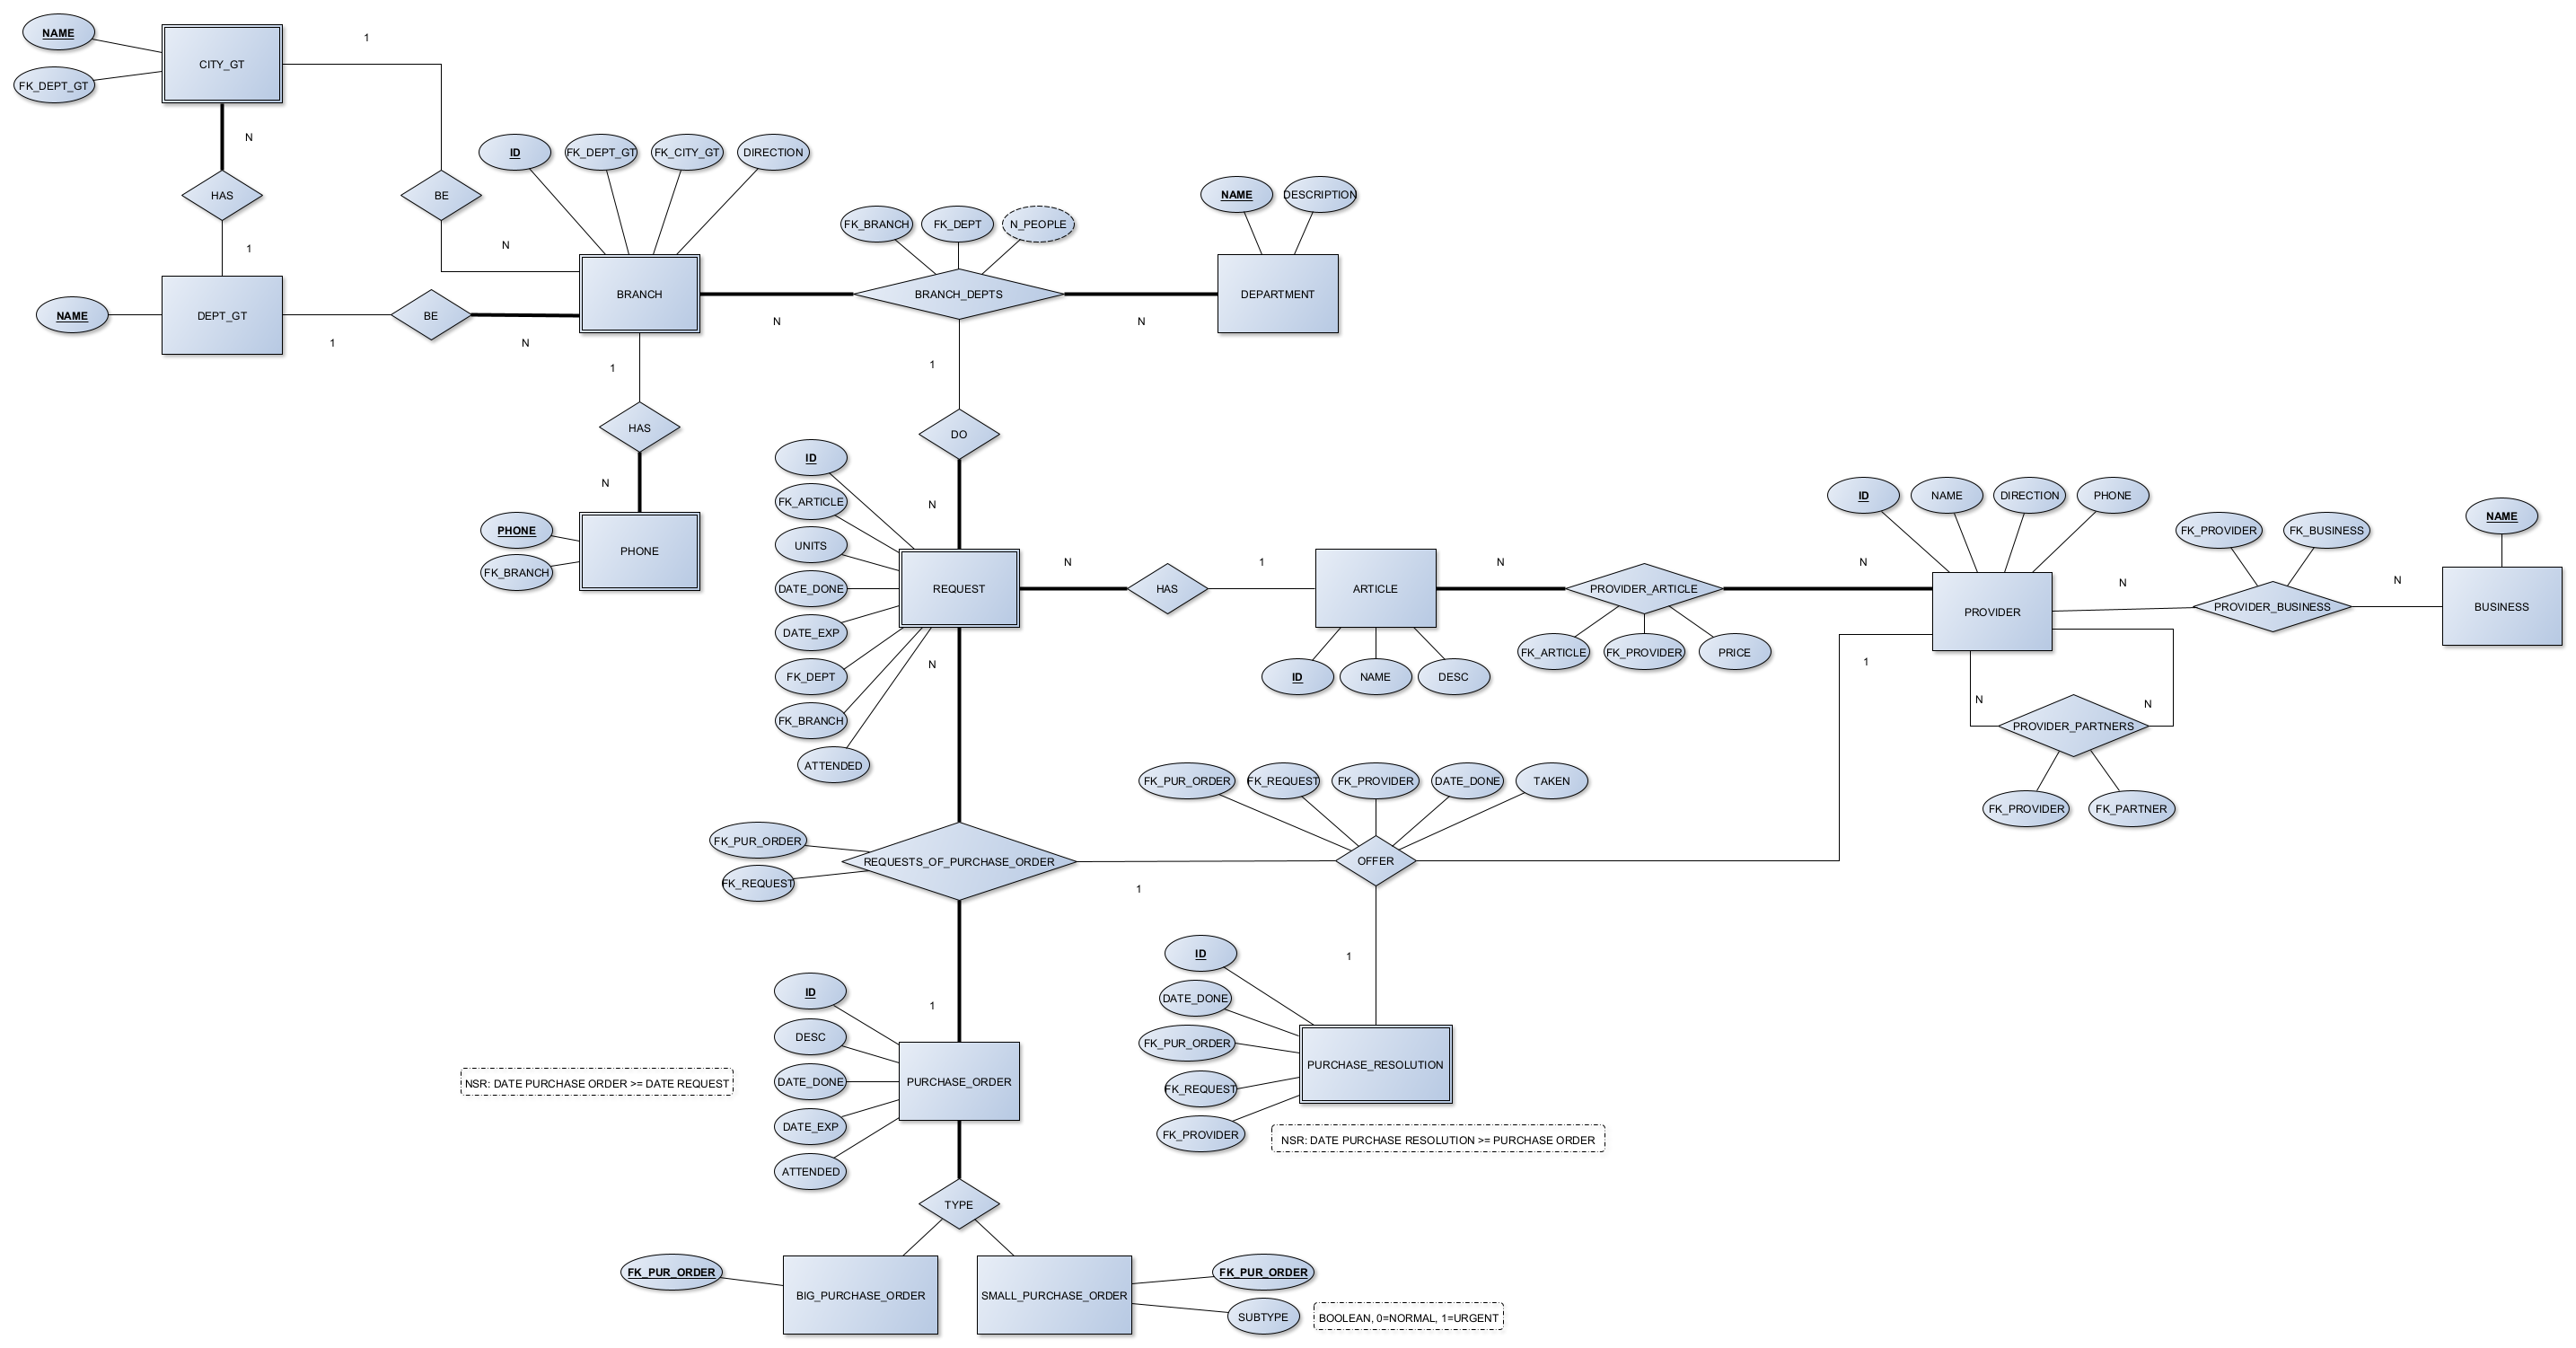 NAME
CITY_GT
1
FK_DEPT_GT
N
ID
FK_DEPT_GT
FK_CITY_GT
DIRECTION
HAS
BE
NAME
DESCRIPTION
FK_BRANCH
FK_DEPT
N_PEOPLE
1
N
BRANCH
BRANCH_DEPTS
DEPARTMENT
NAME
DEPT_GT
BE
N
N
1
N
1
1
HAS
DO
ID
N
N
FK_ARTICLE
PHONE
FK_BRANCH
PHONE
UNITS
DATE_DONE
DATE_EXP
FK_DEPT
FK_BRANCH
ATTENDED
REQUEST
N
N
HAS
1
ARTICLE
ID
NAME
DESC
N
PROVIDER_ARTICLE
N
FK_ARTICLE
FK_PROVIDER
PRICE
ID
NAME
DIRECTION
PHONE
PROVIDER
1
N
FK_PROVIDER
FK_BUSINESS
PROVIDER_BUSINESS
N
NAME
BUSINESS
N
N
PROVIDER_PARTNERS
FK_PROVIDER
FK_PARTNER
FK_PUR_ORDER
FK_REQUEST
FK_PROVIDER
DATE_DONE
TAKEN
FK_PUR_ORDER
FK_REQUEST
REQUESTS_OF_PURCHASE_ORDER
OFFER
1
1
1
ID
DATE_DONE
FK_PUR_ORDER
FK_REQUEST
FK_PROVIDER
PURCHASE_RESOLUTION
NSR: DATE PURCHASE RESOLUTION >= PURCHASE ORDER
ID
DESC
DATE_DONE
DATE_EXP
ATTENDED
PURCHASE_ORDER
NSR: DATE PURCHASE ORDER >= DATE REQUEST
TYPE
FK_PUR_ORDER
BIG_PURCHASE_ORDER
SMALL_PURCHASE_ORDER
FK_PUR_ORDER
SUBTYPE
BOOLEAN, 0=NORMAL, 1=URGENT